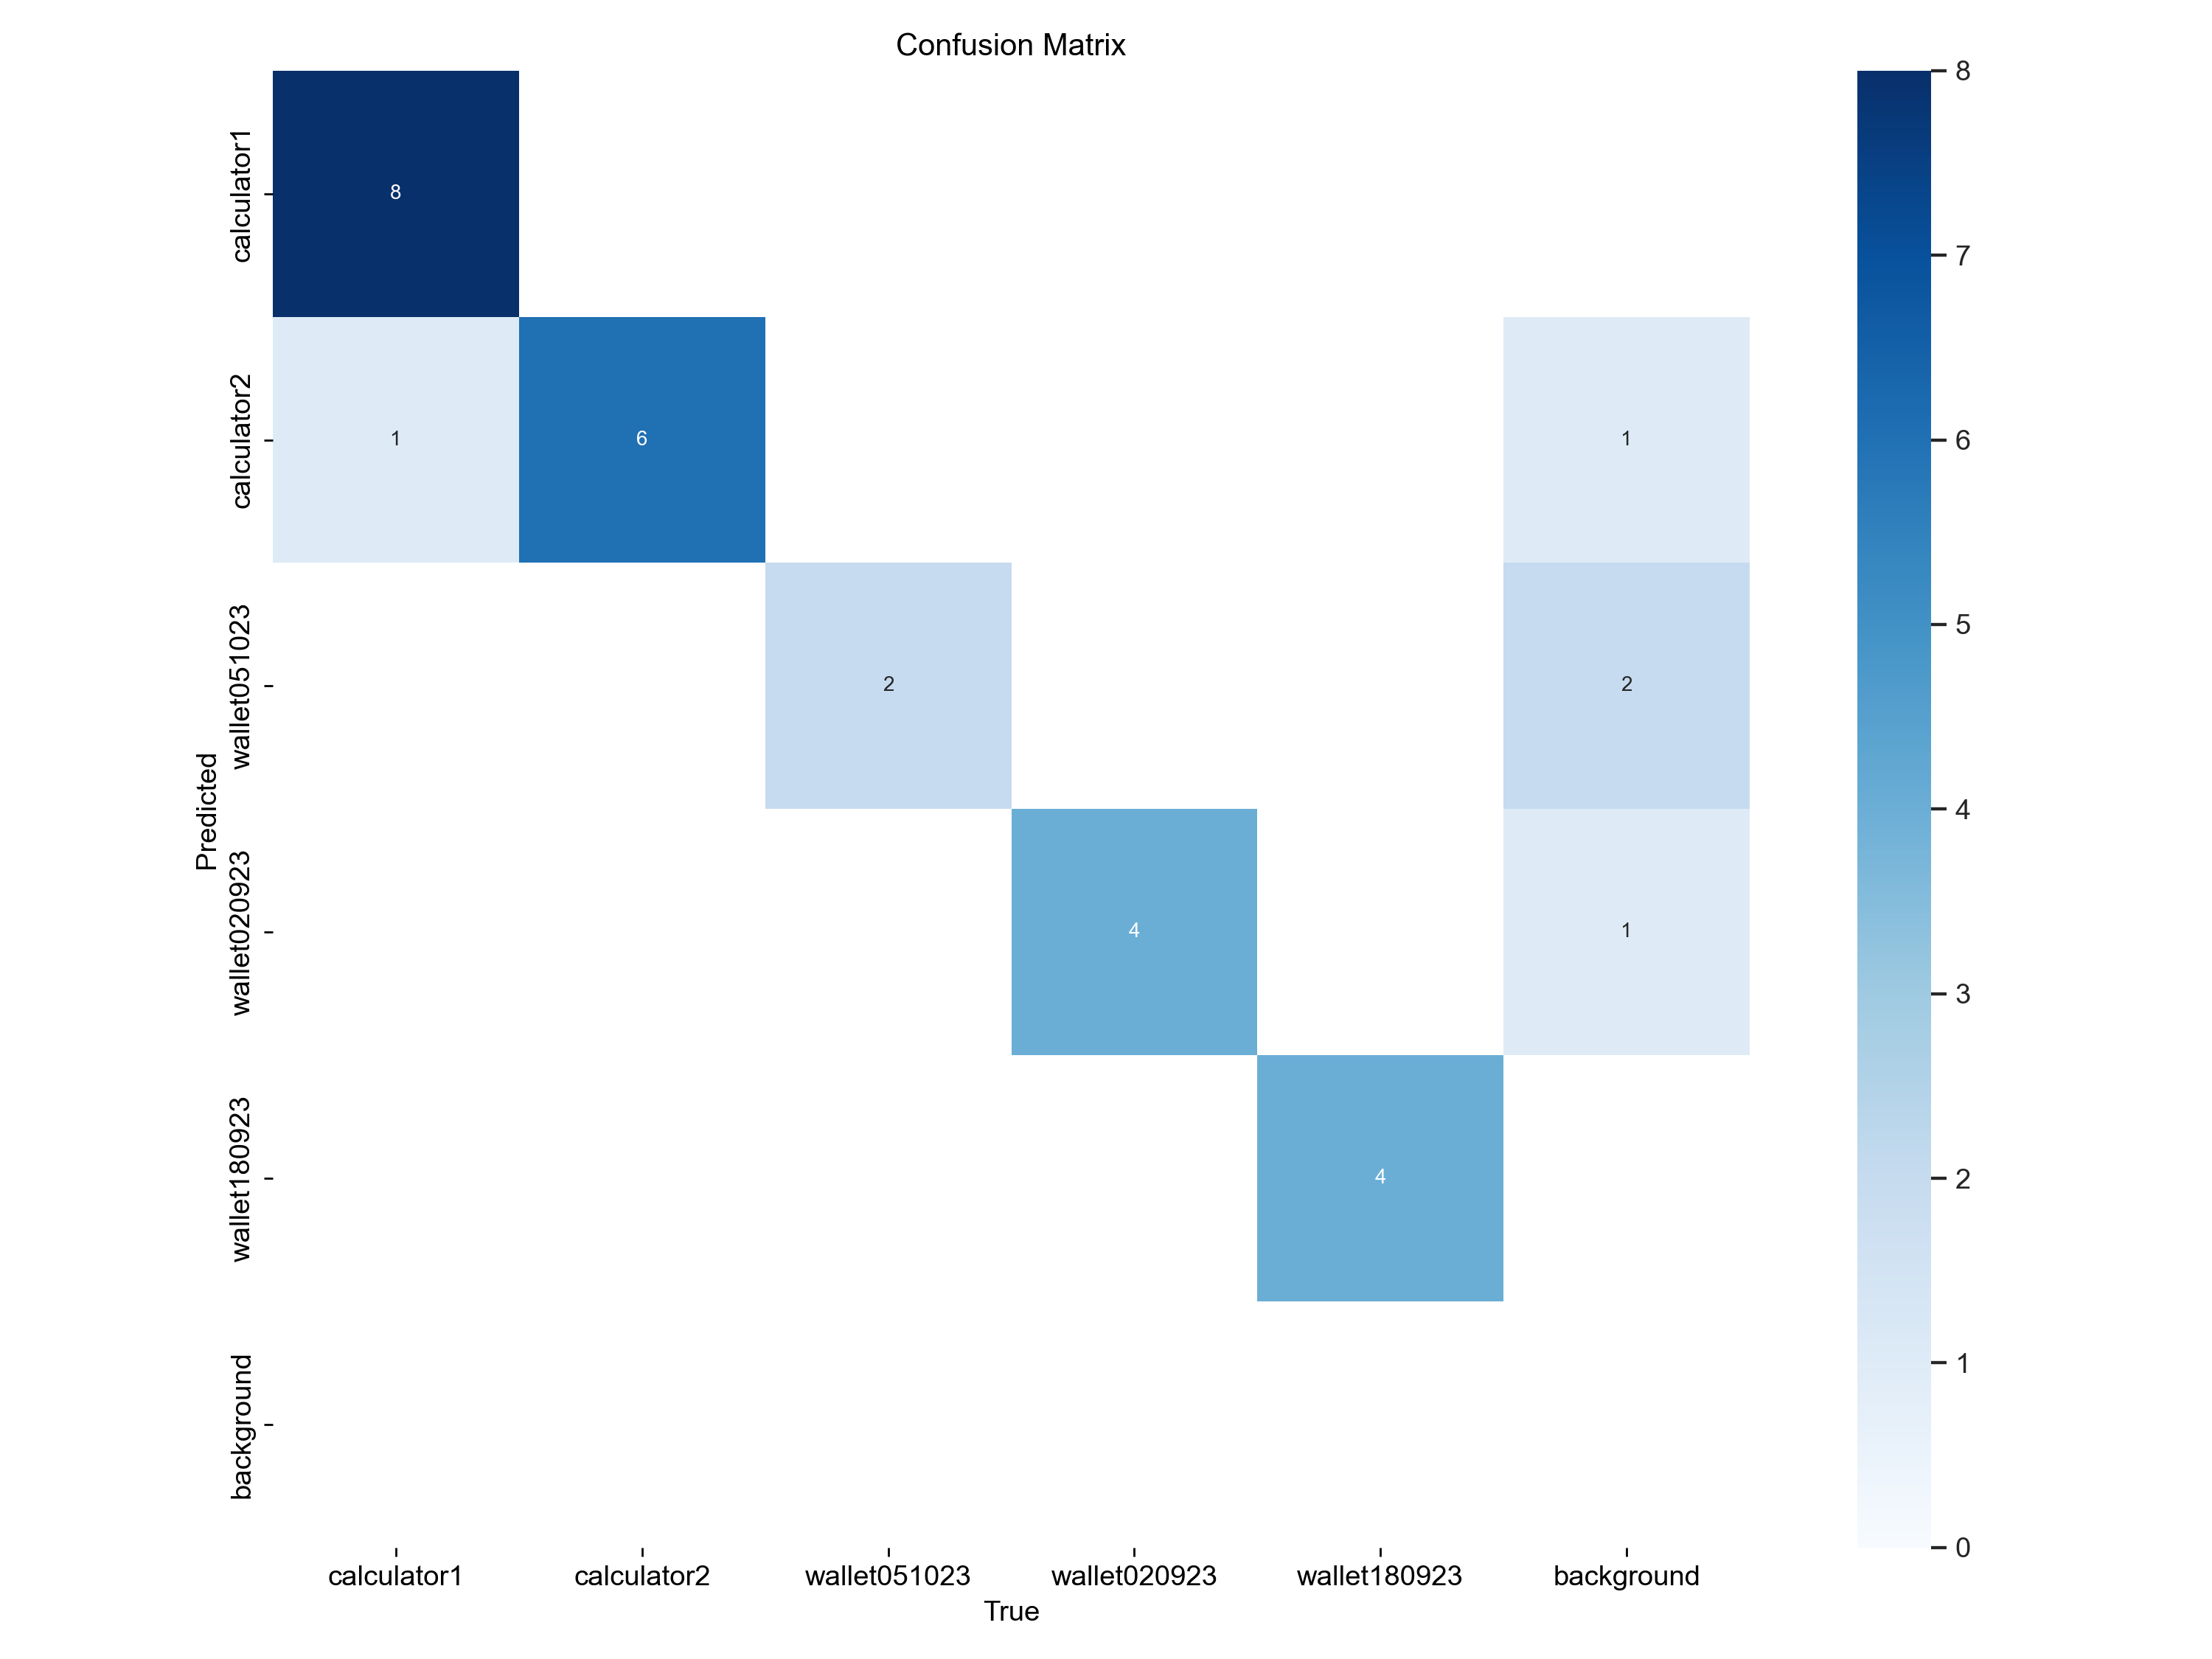 Confusion Matrix
calculator1
8
calculator2
1 6 1
wallet051023
2 2
Predicted
wallet020923
4 1
wallet180923
4
background
calculator1 calculator2 wallet051023 wallet020923 wallet180923 background
True
8
7
6
5
4
3
2
1
0